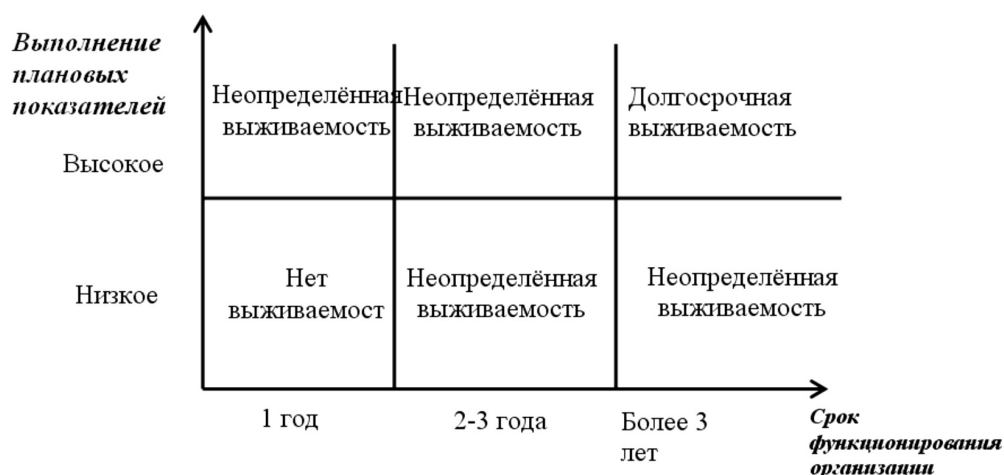 Выполнение
плановых
показателей
Неопределённая
выживаемость
Неопределённая
выживаемость
Долгосрочная
выживаемость
Высокое
Нет
выживаемост
Неопределённая
выживаемость
Неопределённая
выживаемость
Низкое
1 год
2-3 года
Более 3
лет
Срок
функционирования
организации